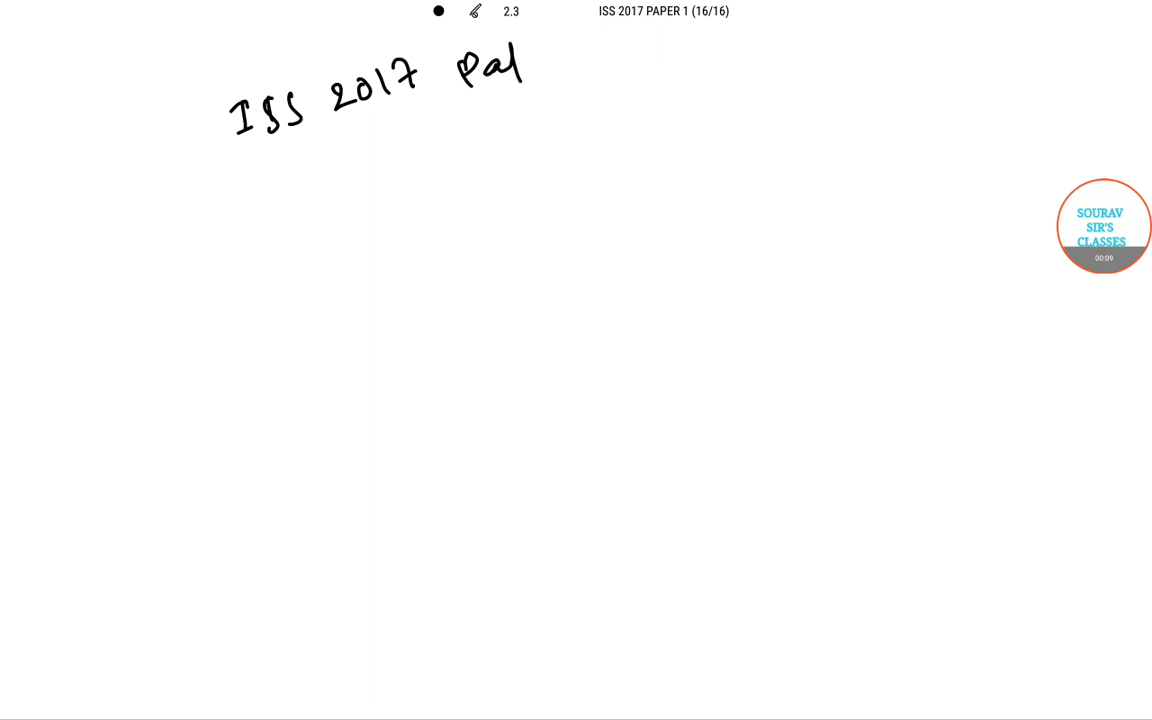 2.3 ISS 2017 PAPER 1 (16/16)
ISS 2017 Pal
SOURAV
SIR'S
CLASSES
00:09